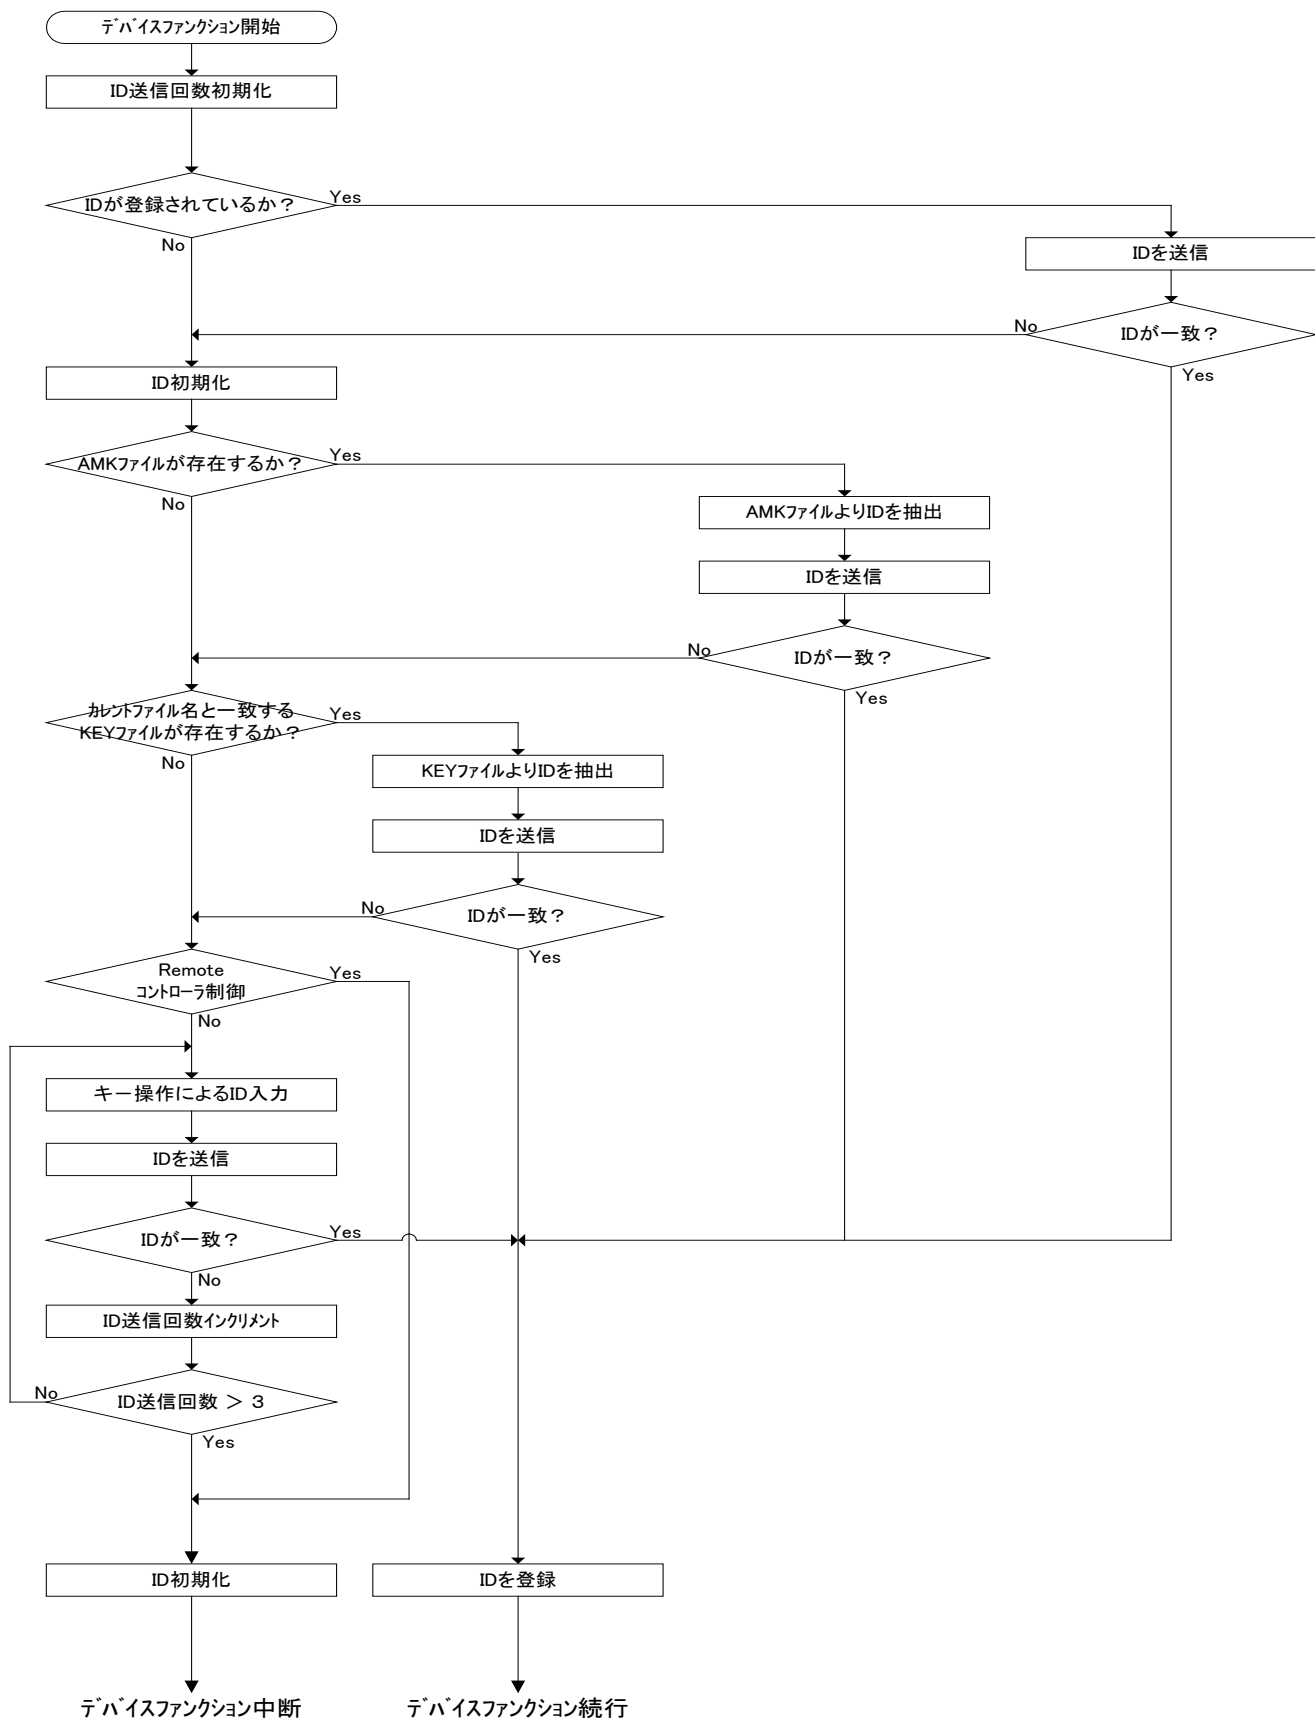 デバイスファンクション開始
ID送信回数初期化
IDが登録されているか？
Yes
No
IDを送信
IDが一致？
No
Yes
ID初期化
AMKファイルが存在するか？
Yes
No
AMKファイルよりIDを抽出
IDを送信
IDが一致？
No
Yes
カレントファイル名と一致する
KEYファイルが存在するか？
Yes
No
KEYファイルよりIDを抽出
IDを送信
IDが一致？
No
Yes
Remote
コントローラ制御
Yes
No
キー操作によるID入力
IDを送信
IDが一致？
Yes
No
ID送信回数インクリメント
ID送信回数 ＞ 3
No
Yes
ID初期化
IDを登録
デバイスファンクション中断
デバイスファンクション続行